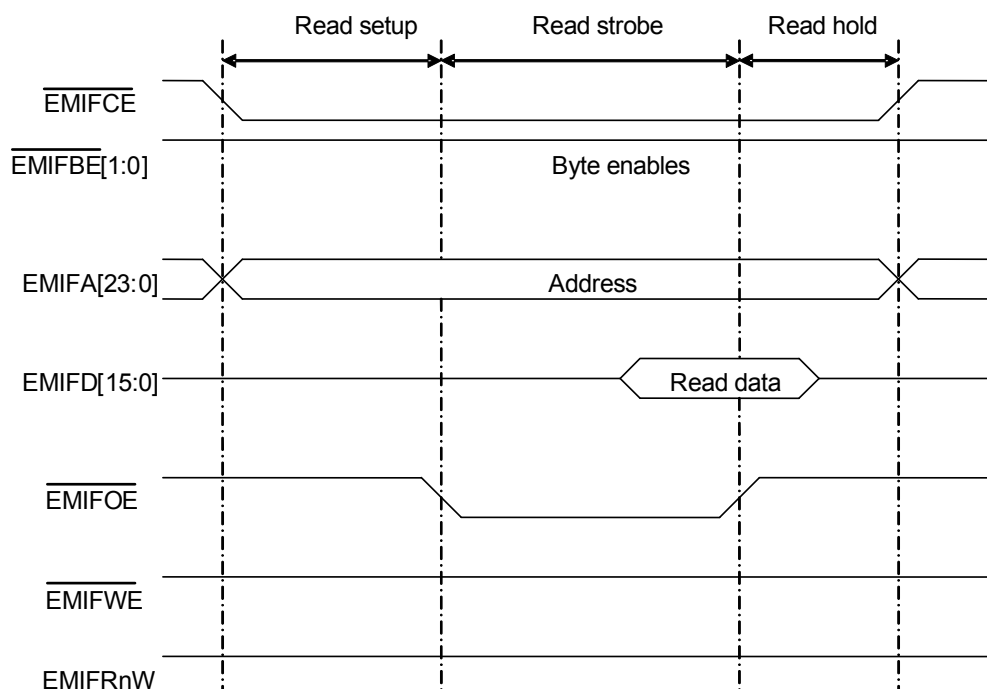 Read setup Read strobe Read hold
EMIFCE
EMIFBE[1:0] Byte enables
EMIFA[23:0] Address
EMIFD[15:0] Read data
EMIFOE
EMIFWE
EMIFRnW